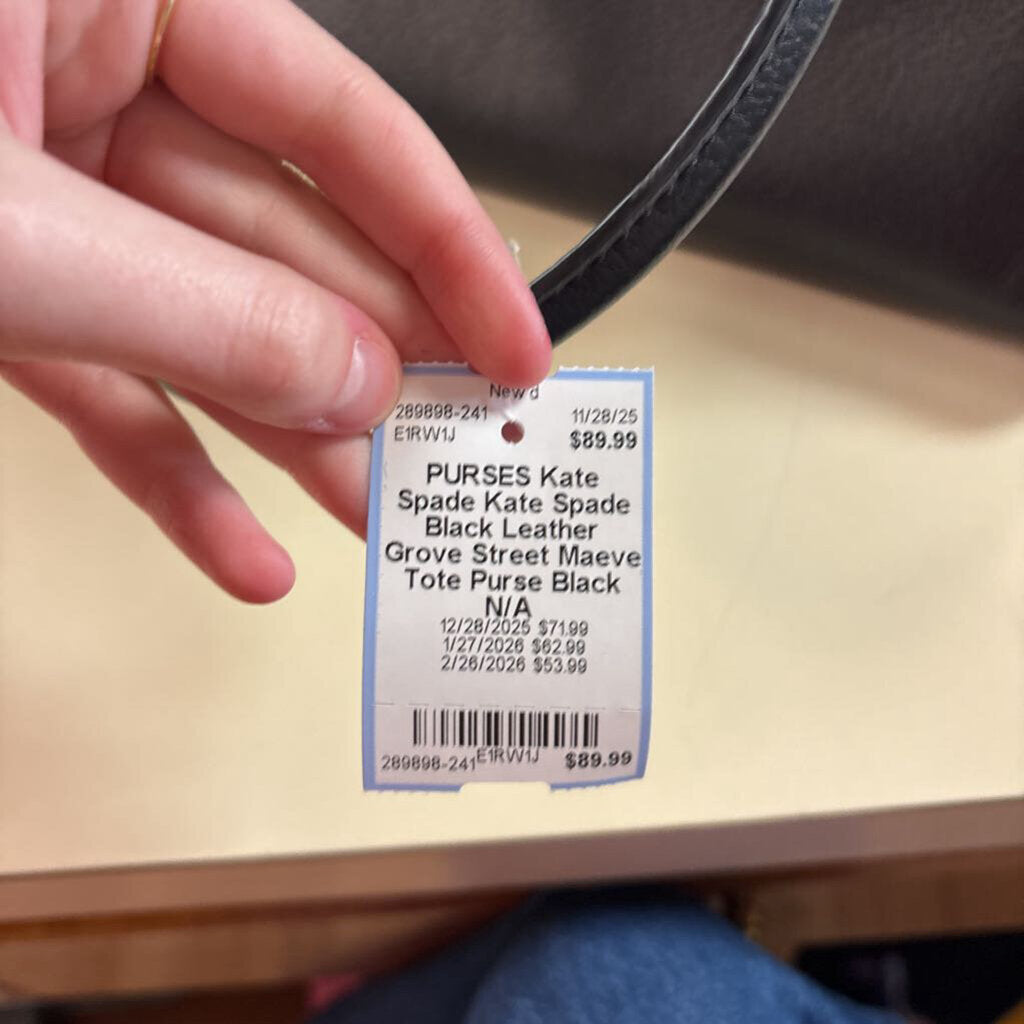 New'd
289898-241 11/28/25
E1RW1J $89.99
PURSES Kate
Spade Kate Spade
Black Leather
Grove Street Maeve
Tote Purse Black
N/A
12/28/2025 $71.99
1/27/2026 $62.99
2/26/2026 $53.99
289898-241 E1RW1J $89.99